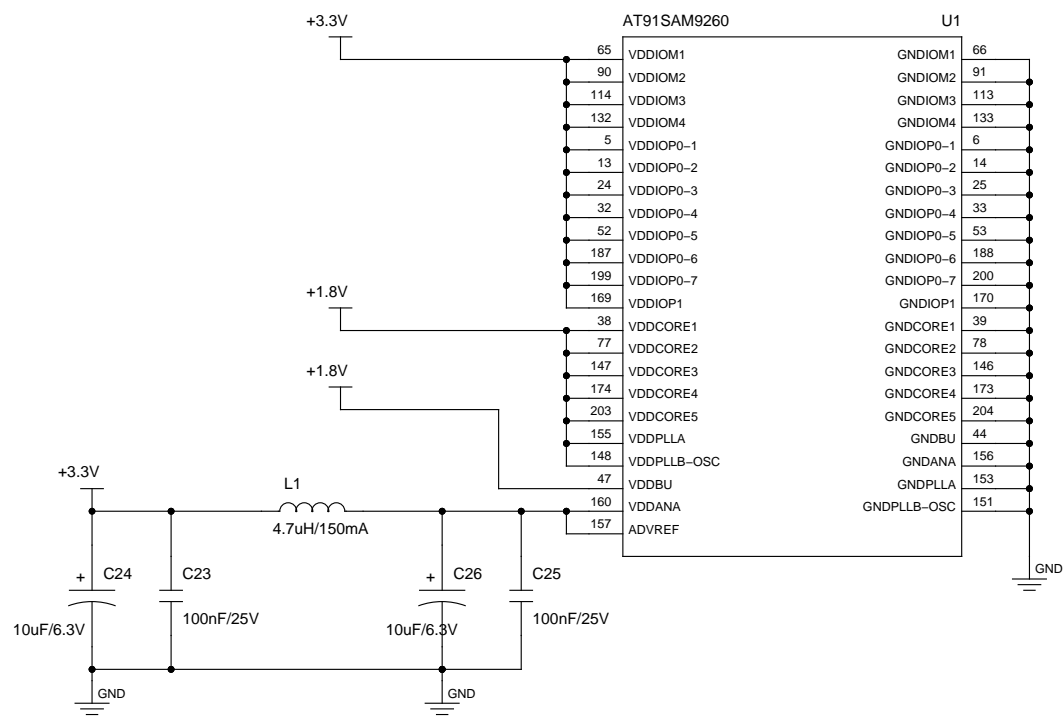 +3.3V
AT91SAM9260 U1
65 VDDIOM1 GNDIOM1 66
90 VDDIOM2 GNDIOM2 91
114 VDDIOM3 GNDIOM3 113
132 VDDIOM4 GNDIOM4 133
5 VDDIOP0-1 GNDIOP0-1 6
13 VDDIOP0-2 GNDIOP0-2 14
24 VDDIOP0-3 GNDIOP0-3 25
32 VDDIOP0-4 GNDIOP0-4 33
52 VDDIOP0-5 GNDIOP0-5 53
187 VDDIOP0-6 GNDIOP0-6 188
199 VDDIOP0-7 GNDIOP0-7 200
+1.8V
169 VDDIOP1 GNDIOP1 170
38 VDDCORE1 GNDCORE1 39
77 VDDCORE2 GNDCORE2 78
+1.8V
147 VDDCORE3 GNDCORE3 146
174 VDDCORE4 GNDCORE4 173
203 VDDCORE5 GNDCORE5 204
155 VDDPLLA GNDBU 44
148 VDDPLLB-OSC GNDANA 156
+3.3V
47 VDDBU GNDPLLA 153
L1
160 VDDANA GNDPLLB-OSC 151
4.7uH/150mA
157 ADVREF
GND
+ C24 C23 + C26 C25
100nF/25V 100nF/25V
10uF/6.3V 10uF/6.3V
GND GND